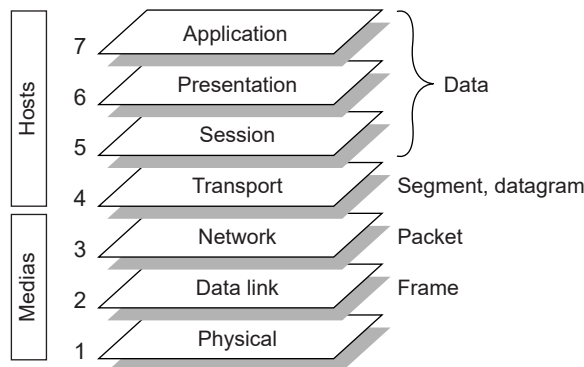 Hosts
7 Application
6 Presentation
5 Session
Data
4 Transport Segment, datagram
Medias
3 Network Packet
2 Data link Frame
1 Physical